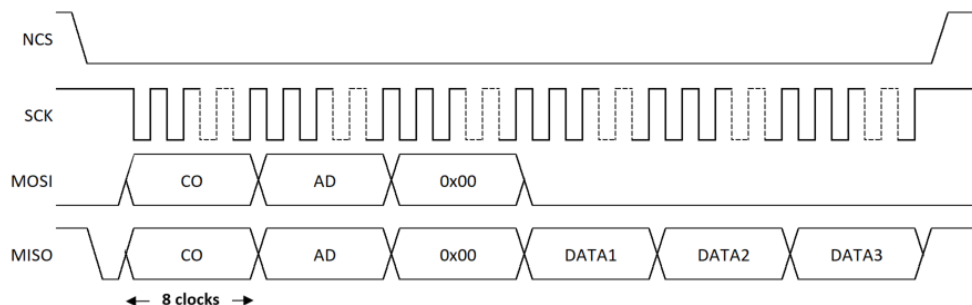 NCS
SCK
MOSI CO AD 0x00
MISO CO AD 0x00 DATA1 DATA2 DATA3
8 clocks